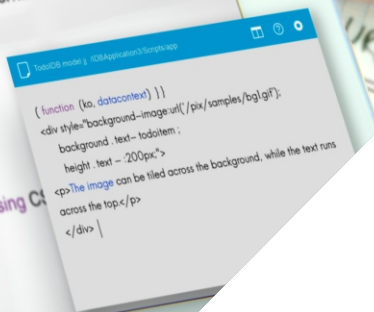 TodoIDB.model jj (IDBApplication3/Scripts/app
( function (ko, datacontext) } } }
<div style="background-image:url('/pix/samples/bg1.gif');
background . text– todoitem ;
height . text – :200px;">
<p>The image can be tiled across the background, while the text runs
across the top.</p>
</div>
sing CS